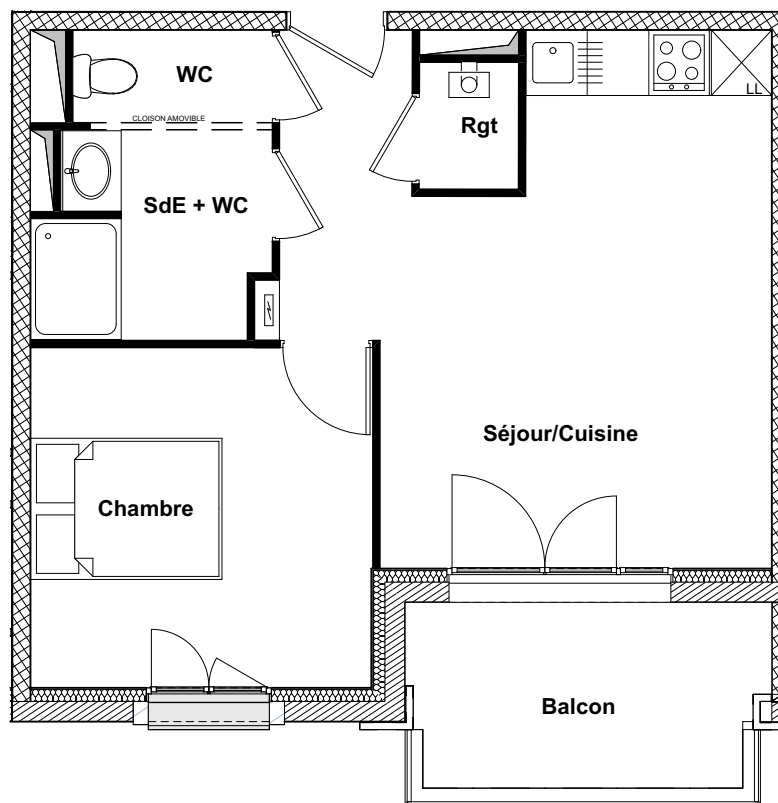 WC
LL
CLOISON AMOVIBLE
Rgt
SdE + WC
Séjour/Cuisine
Chambre
Balcon